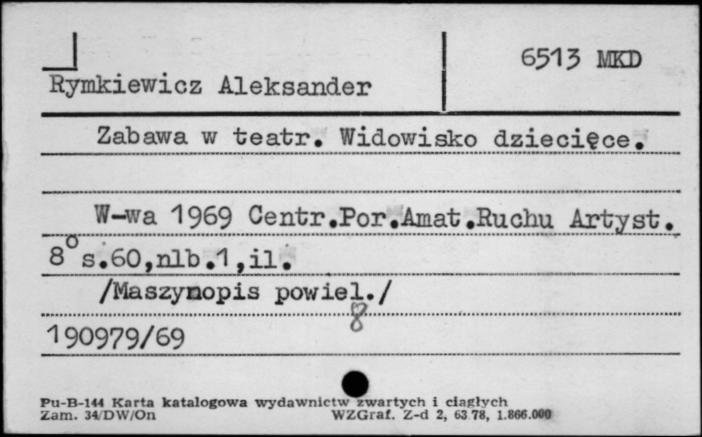 6513 MKD
Rymkiewicz Aleksander
Zabawa w teatr. Widowisko dziecięce.
W-wa 1969 Centr.Por.Amat.Ruchu Artyst.
8° s.60,nlb.1,il.
/Maszynopis powiel./
8
190979/69
Pu-B-144 Karta katalogowa wydawnictw zwartych i ciągłych
Zam. 34/DW/On WZGraf. Z-d 2, 63 78, 1.866.000